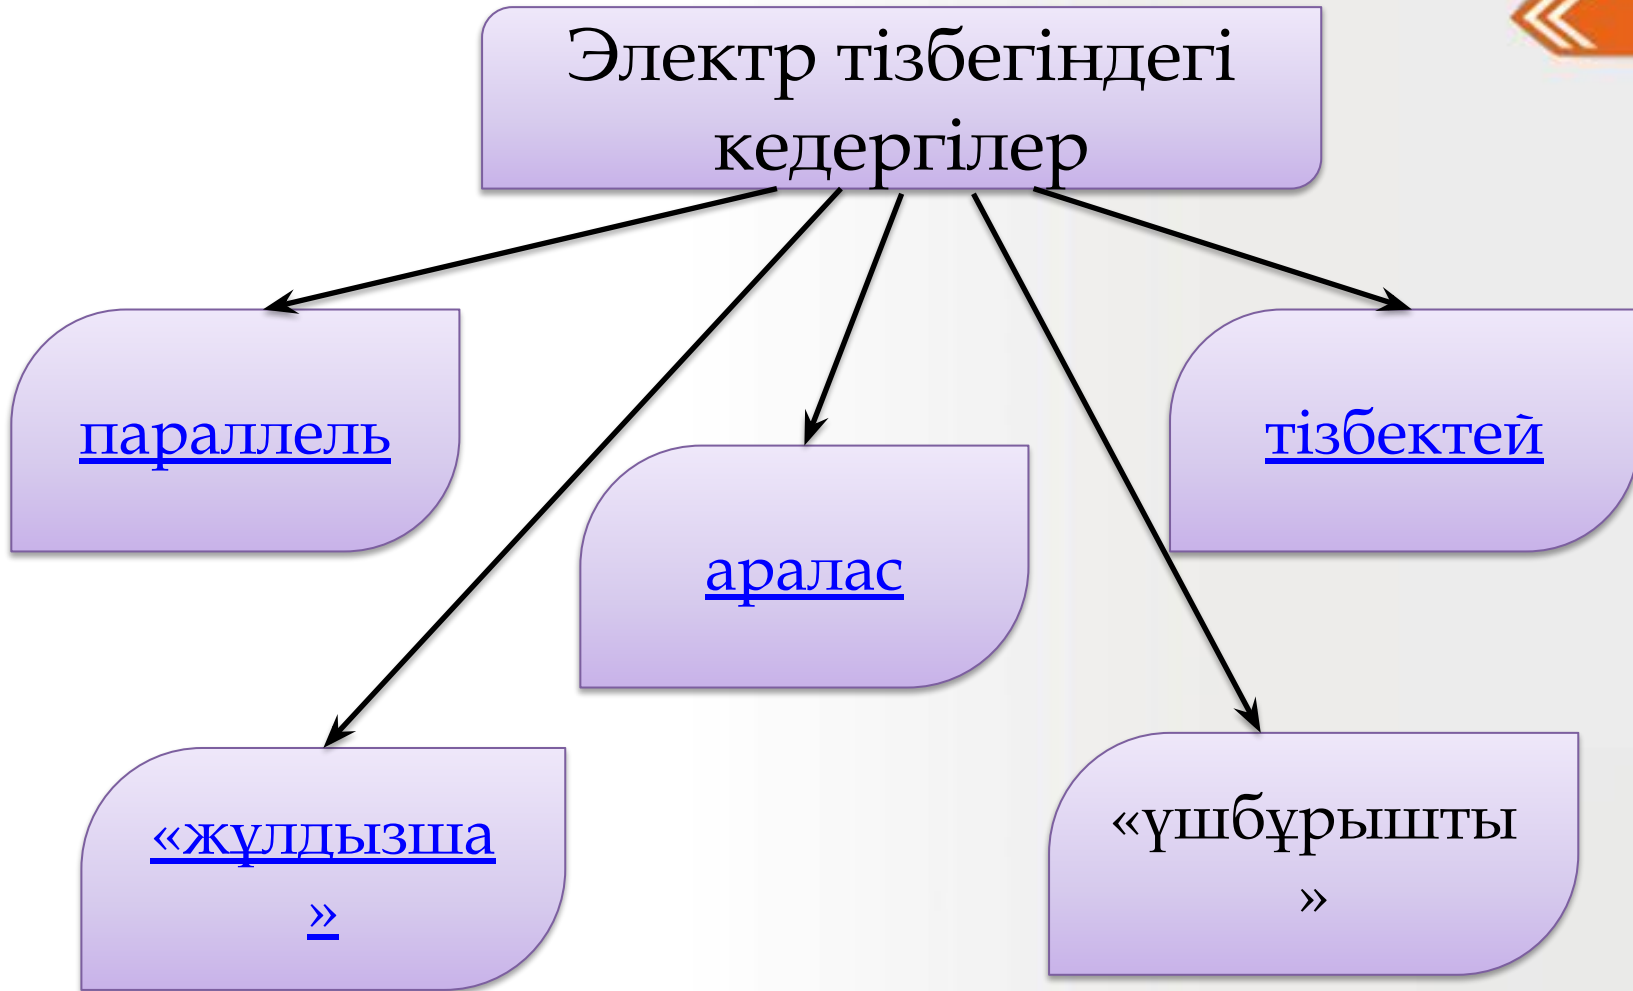 Электр тізбегіндегі
кедергілер
параллель
тізбектей
аралас
«жұлдызша
»
«үшбұрышты
»